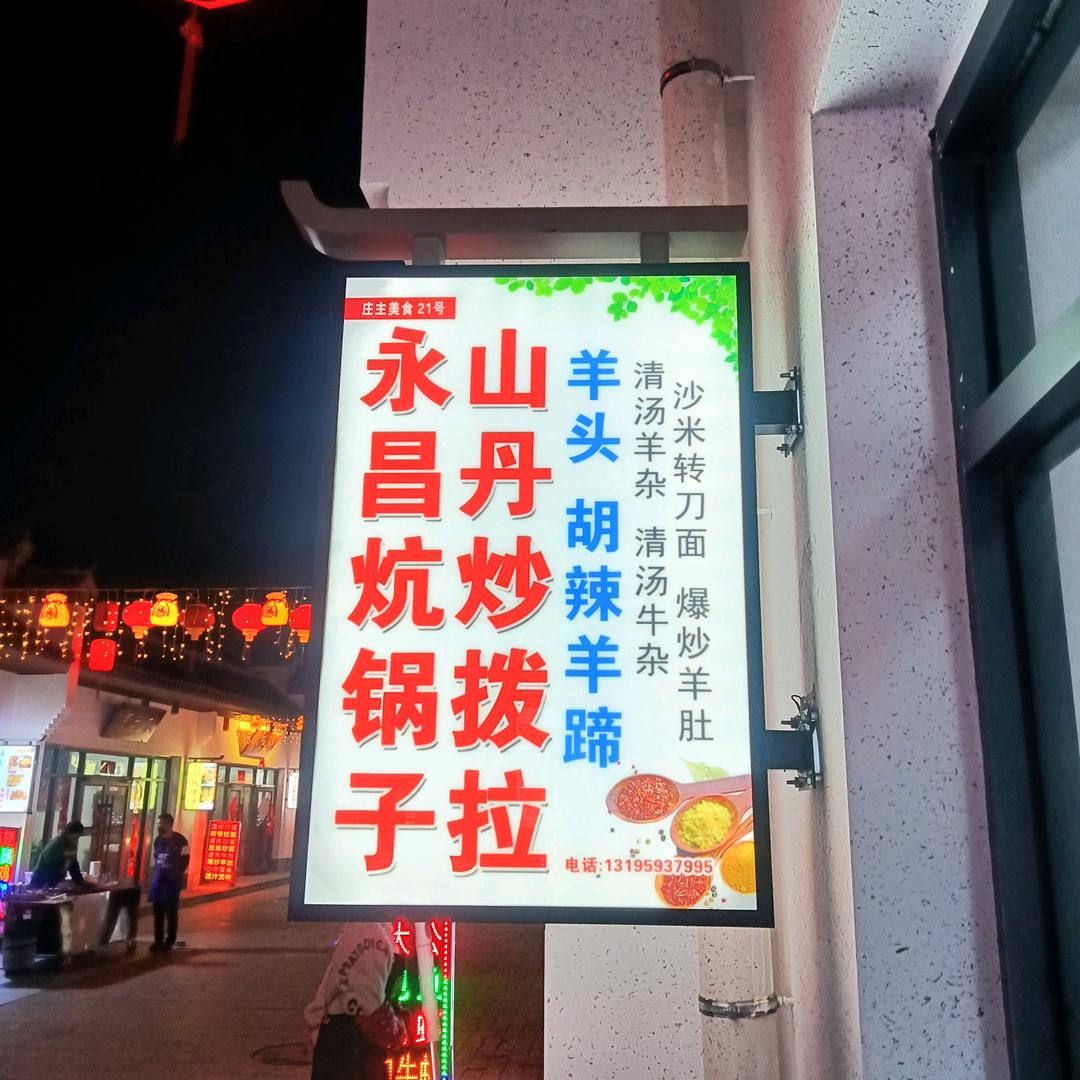 庄主美食 21号
永昌炕锅子
山丹炒拨拉
羊头 胡辣羊蹄
清汤羊杂 清汤牛杂
沙米转刀面 爆炒羊肚
电话:13195937995